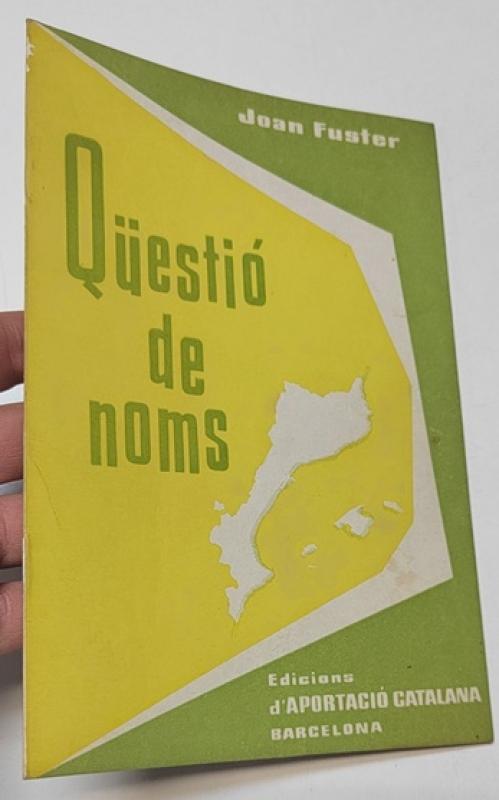 Joan Fuster
Qüestió
de
noms
Edicions
d'APORTACIÓ CATALANA
BARCELONA